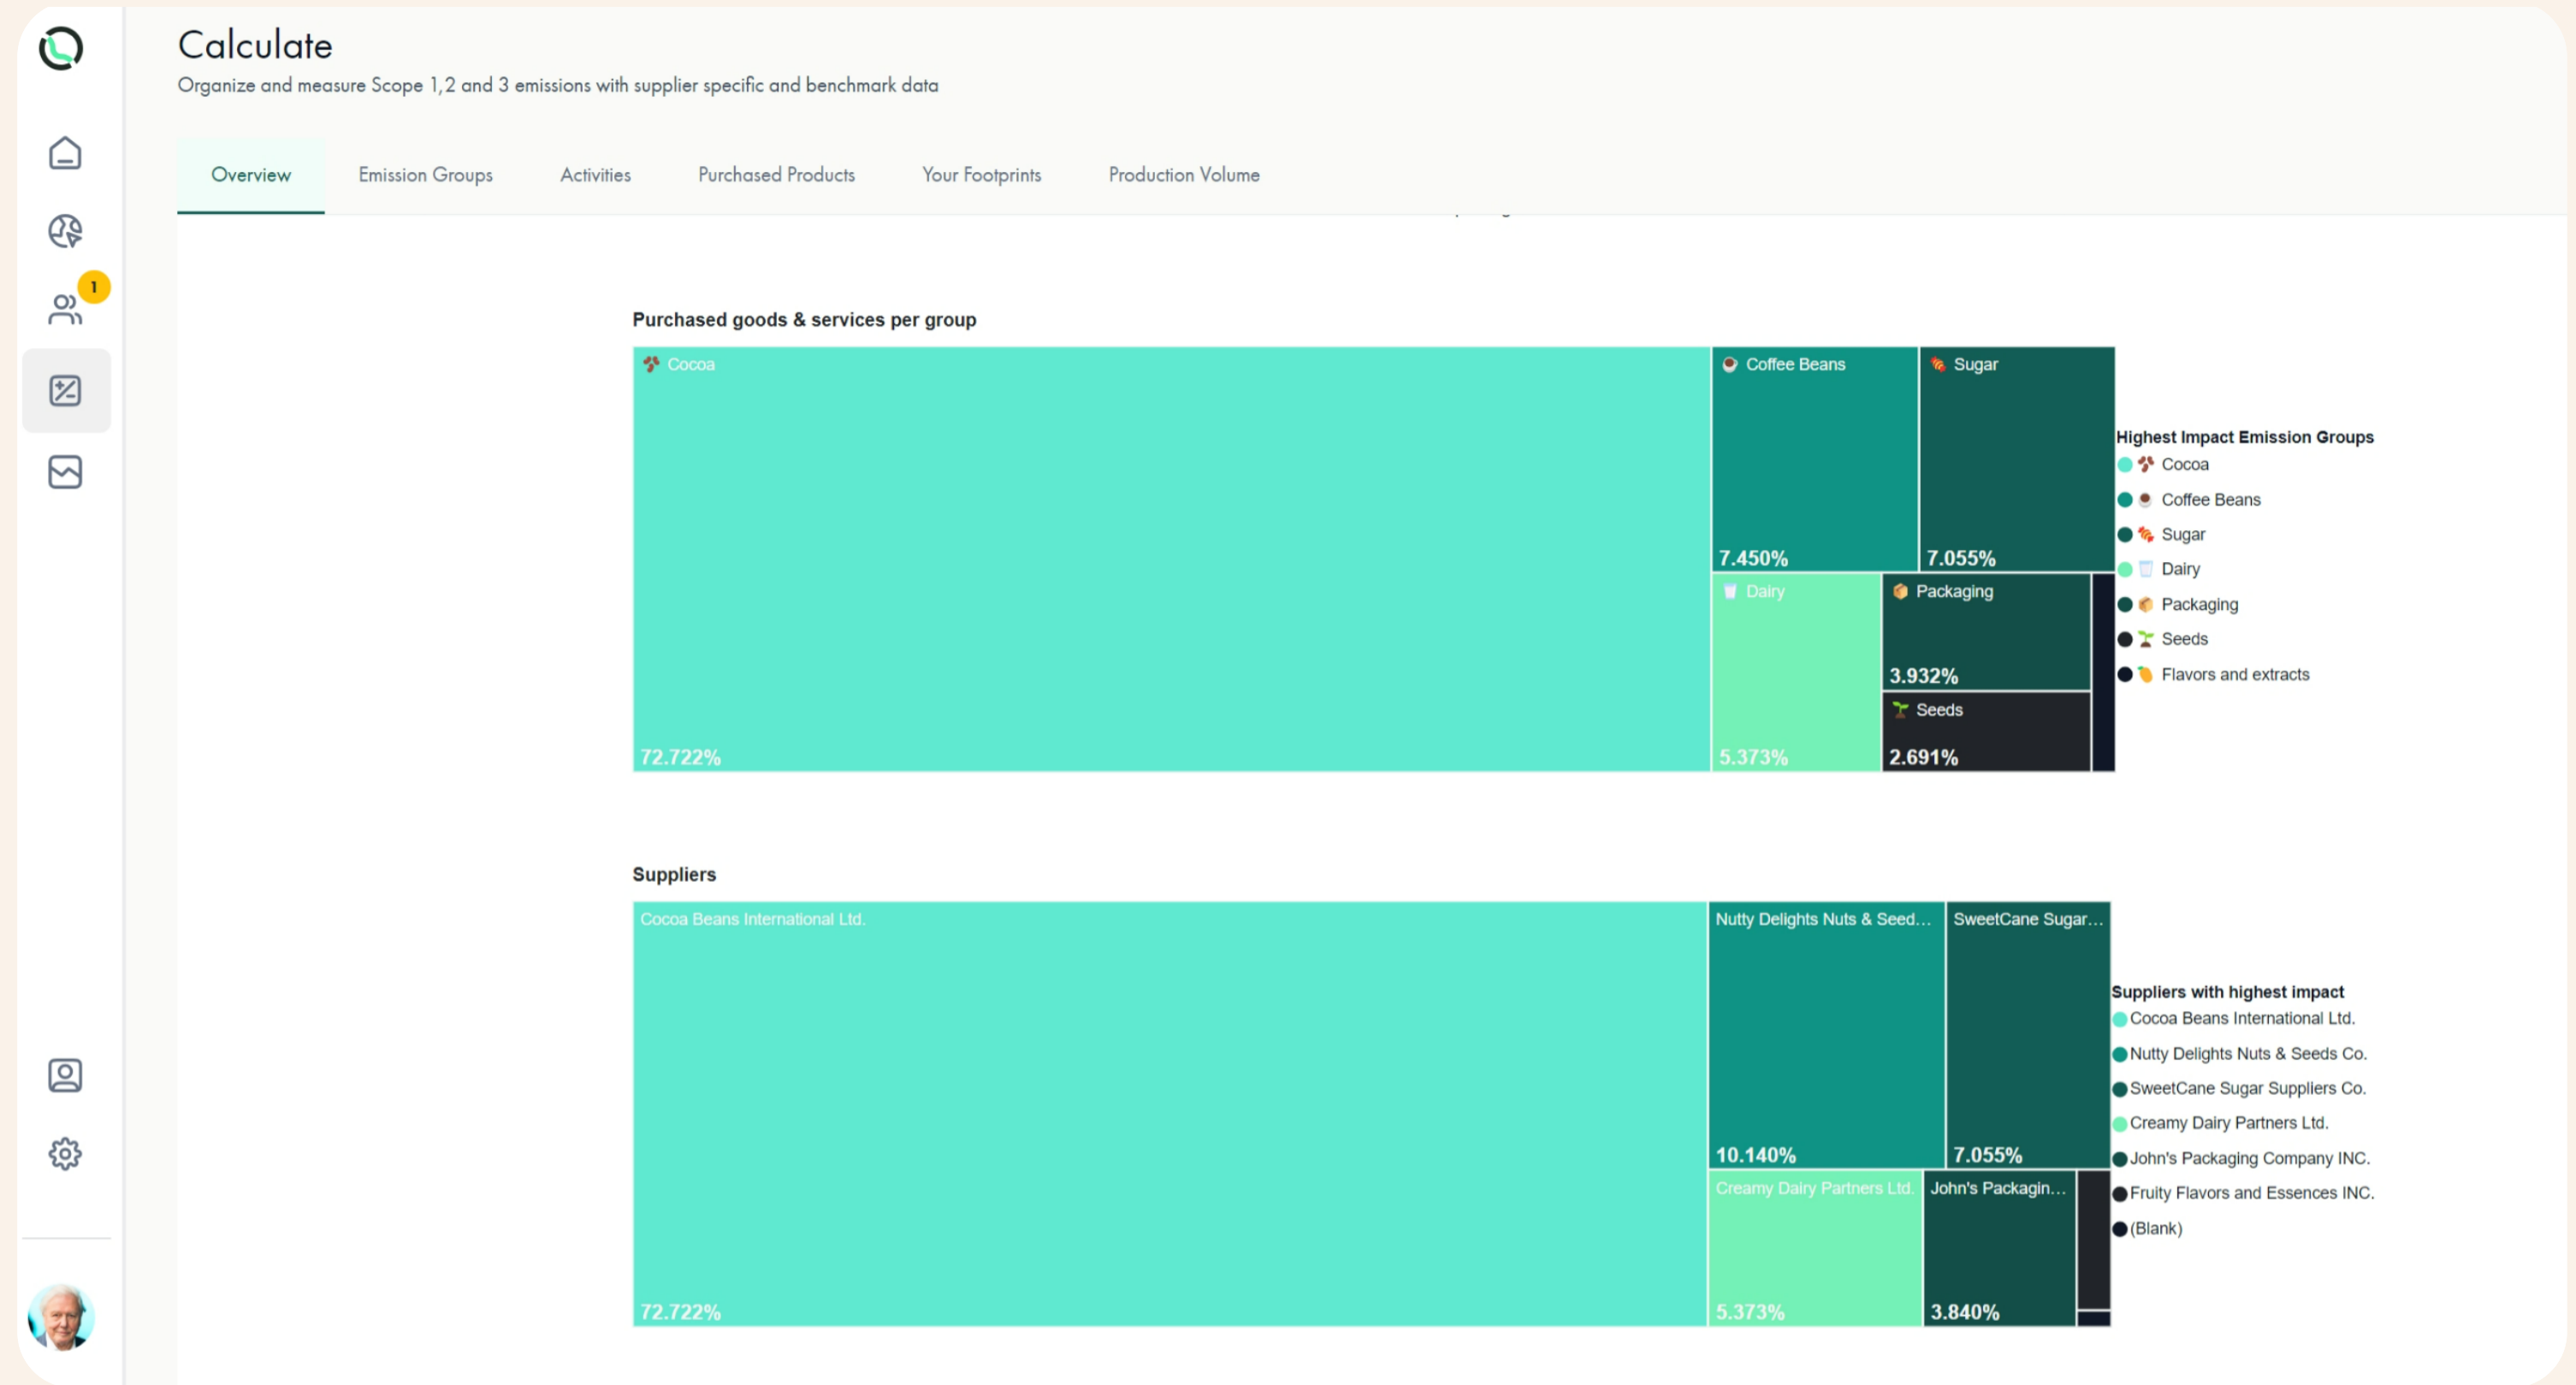 Calculate
Organize and measure Scope 1,2 and 3 emissions with supplier specific and benchmark data
Overview
Emission Groups
Activities
Purchased Products
Your Footprints
Production Volume
1
Purchased goods & services per group
Cocoa
72.722%
Coffee Beans
7.450%
Sugar
7.055%
Dairy
5.373%
Packaging
3.932%
Seeds
2.691%
Highest Impact Emission Groups
Cocoa
Coffee Beans
Sugar
Dairy
Packaging
Seeds
Flavors and extracts
Suppliers
Cocoa Beans International Ltd.
72.722%
Nutty Delights Nuts & Seed...
10.140%
SweetCane Sugar...
7.055%
Creamy Dairy Partners Ltd.
5.373%
John's Packagin...
3.840%
Suppliers with highest impact
Cocoa Beans International Ltd.
Nutty Delights Nuts & Seeds Co.
SweetCane Sugar Suppliers Co.
Creamy Dairy Partners Ltd.
John's Packaging Company INC.
Fruity Flavors and Essences INC.
(Blank)